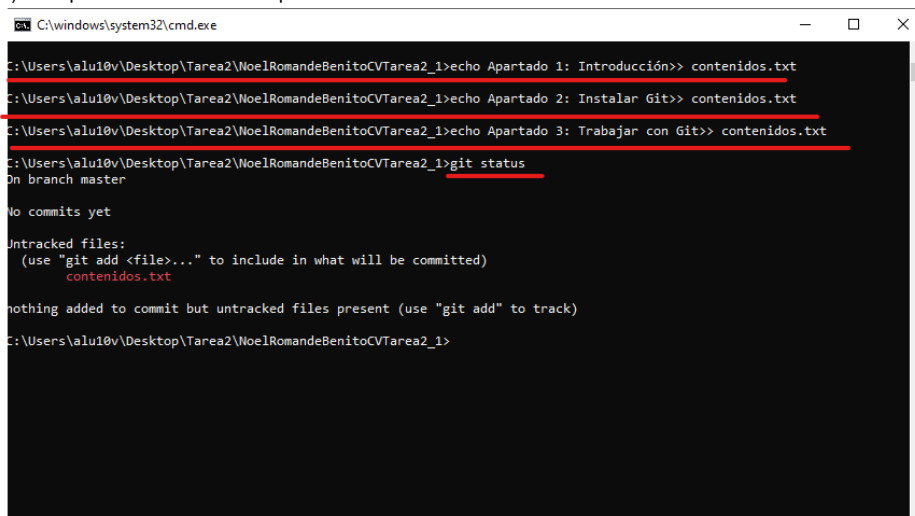 C:\windows\system32\cmd.exe
C:\Users\alu10v\Desktop\Tarea2\NoelRomandeBenitoCVTarea2_1>echo Apartado 1: Introducción>> contenidos.txt
C:\Users\alu10v\Desktop\Tarea2\NoelRomandeBenitoCVTarea2_1>echo Apartado 2: Instalar Git>> contenidos.txt
C:\Users\alu10v\Desktop\Tarea2\NoelRomandeBenitoCVTarea2_1>echo Apartado 3: Trabajar con Git>> contenidos.txt
C:\Users\alu10v\Desktop\Tarea2\NoelRomandeBenitoCVTarea2_1>git status
On branch master
No commits yet
Untracked files:
(use "git add <file>..." to include in what will be committed)
contenidos.txt
nothing added to commit but untracked files present (use "git add" to track)
C:\Users\alu10v\Desktop\Tarea2\NoelRomandeBenitoCVTarea2_1>